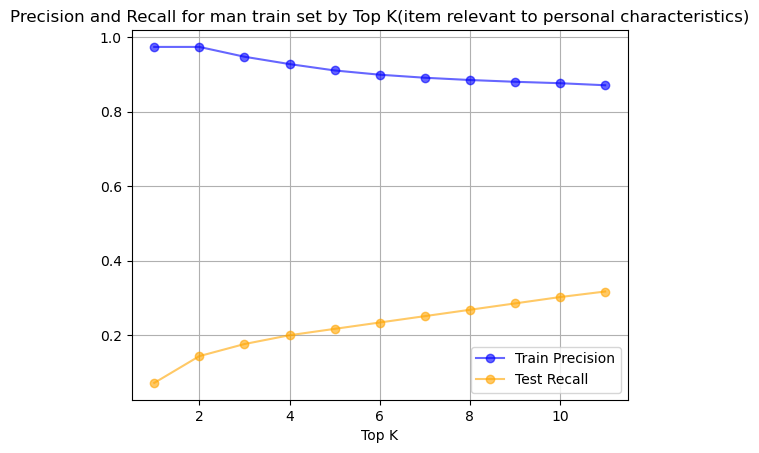 Precision and Recall for man train set by Top K(item relevant to personal characteristics)
1.0
0.8
0.6
0.4
0.2
Train Precision
Test Recall
2 4 6 8 10
Top K